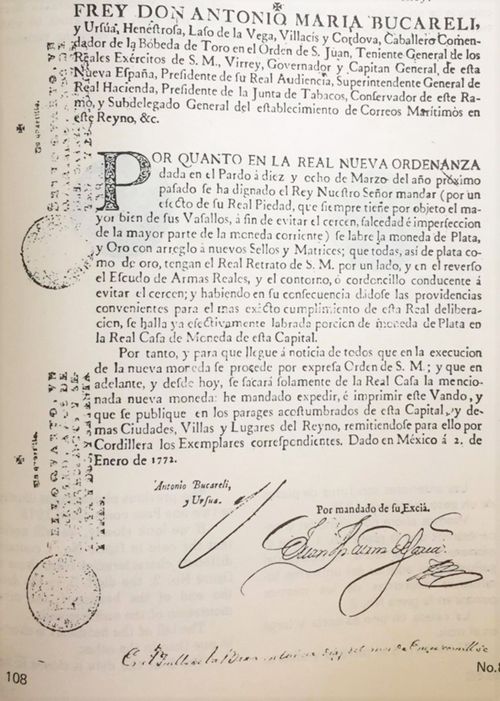 FREY DON ANTONIO MARIA BUCARELI,
y Ursúa, Henestrosa, Laso de la Vega, Villacis y Cordova, Caballero Comen-
dador de la Bóbeda de Toro en el Orden de S. Juan, Teniente General de los
Reales Exércitos de S. M., Virrey, Governador y Capitan General, de esta
Nueva España, Presidente de su Real Audiencia, Superintendente General de
Real Hacienda, Presidente de la Junta de Tabacos, Conservador de este Ra-
mo, y Subdelegado General del establecimiento de Correos Maritimos en
este Reyno, &c.
POR QUANTO EN LA REAL NUEVA ORDENANZA
dada en el Pardo á diez y ocho de Marzo del año próximo
pasado se ha dignado el Rey Nuestro Señor mandar (por un
efecto de su Real Piedad, que siempre tiene por objeto el ma-
yor bien de sus Vasallos, á fin de evitar el cercen, falcedad é imperfeccion
de la mayor parte de la moneda corriente) se labre la moneda de Plata,
y Oro con arreglo á nuevos Sellos y Matrices; que todas, asi de plata co-
mo de oro, tengan el Real Retrato de S. M. por un lado, y en el reverso
el Escudo de Armas Reales, y el contorno, ó cordoncillo conducente á
evitar el cercen; y habiendo en su consecuencia dádose las providencias
convenientes para el mas exâcto cumplimiento de esta Real delibera-
cion, se halla ya efectivamente labrada porcion de moneda de Plata en
la Real Casa de Moneda de esta Capital.
Por tanto, y para que llegue á noticia de todos que en la execucion
de la nueva moneda se procede por expresa Orden de S. M.; y que en
adelante, y desde hoy, se sacará solamente de la Real Casa la mencio-
nada nueva moneda: he mandado expedir, é imprimir este Vando, y
que se publique en los parages acostumbrados de esta Capital, y de-
mas Ciudades, Villas y Lugares del Reyno, remitiendose para ello por
Cordillera los Exemplares correspondientes. Dado en México á 2. de
Enero de 1772.
Antonio Bucareli,
y Ursua.
Por mandado de su Excia.
108
No.8